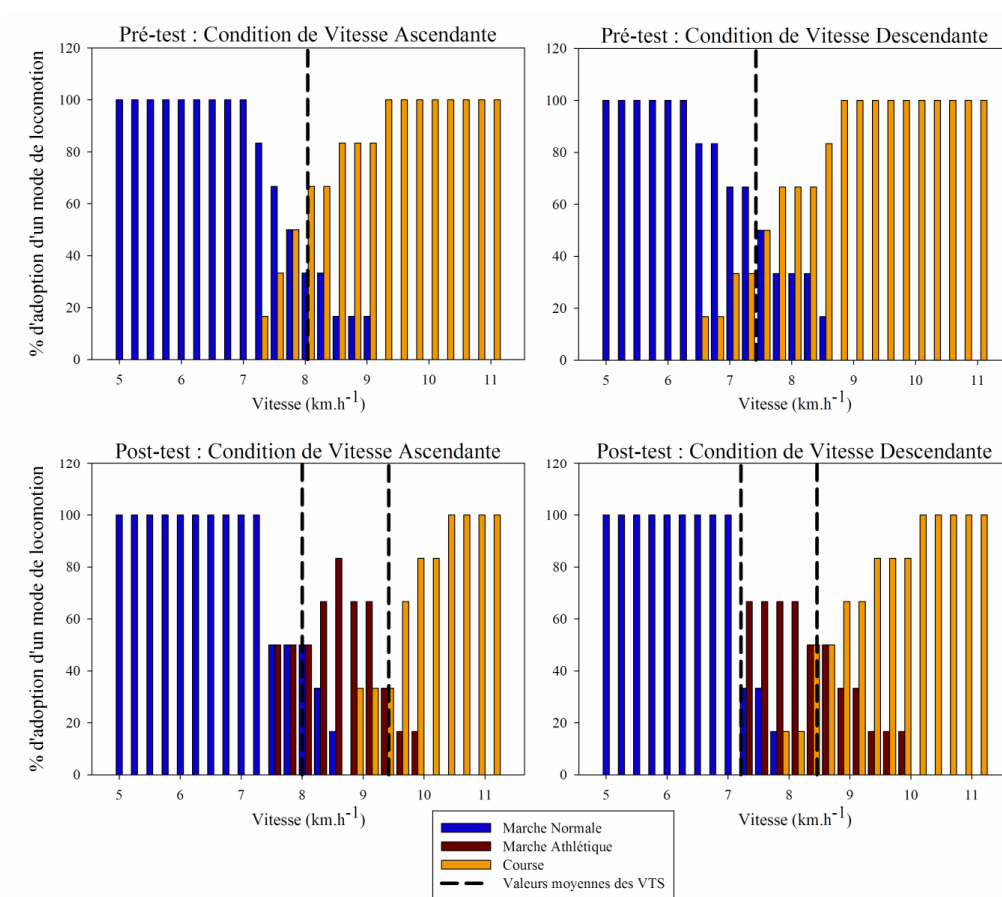 Pré-test : Condition de Vitesse Ascendante
% d'adoption d'un mode de locomotion
120
100
80
60
40
20
0
5 6 7 8 9 10 11
Vitesse (km.h-1)
Pré-test : Condition de Vitesse Descendante
120
100
80
60
40
20
0
5 6 7 8 9 10 11
Vitesse (km.h-1)
Post-test : Condition de Vitesse Ascendante
% d'adoption d'un mode de locomotion
120
100
80
60
40
20
0
5 6 7 8 9 10 11
Vitesse (km.h-1)
Post-test : Condition de Vitesse Descendante
120
100
80
60
40
20
0
5 6 7 8 9 10 11
Vitesse (km.h-1)
Marche Normale
Marche Athlétique
Course
Valeurs moyennes des VTS